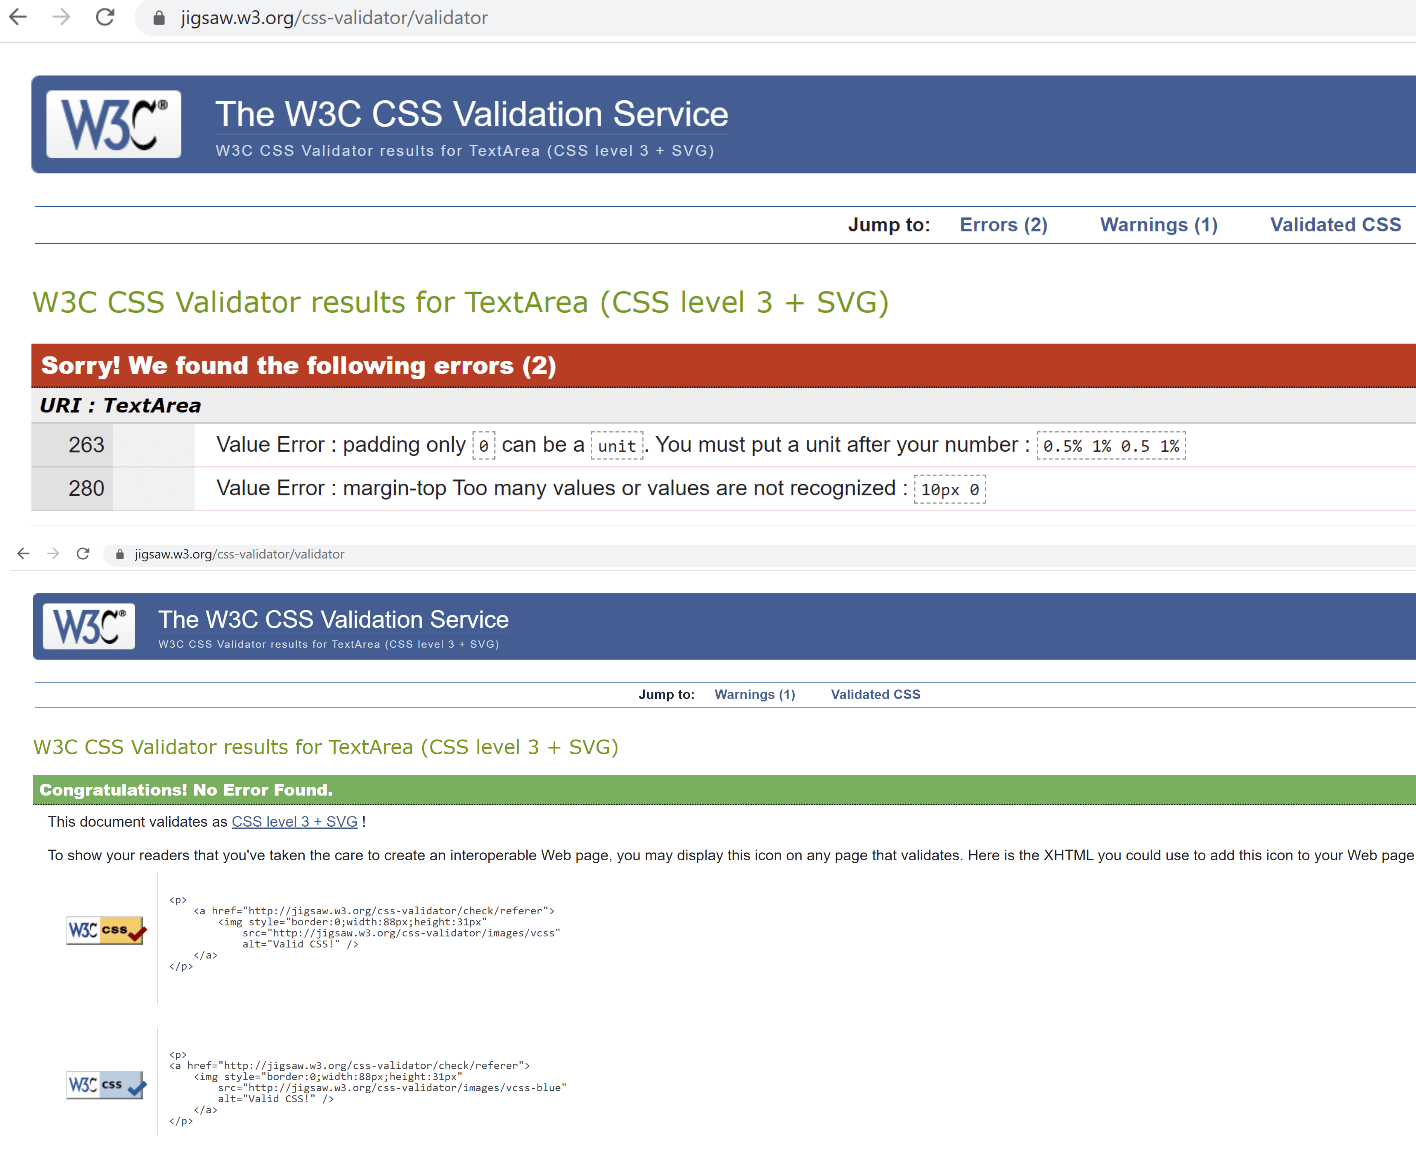 jigsaw.w3.org/css-validator/validator
W3C®
The W3C CSS Validation Service
W3C CSS Validator results for TextArea (CSS level 3 + SVG)
Jump to: Errors (2) Warnings (1) Validated CSS
W3C CSS Validator results for TextArea (CSS level 3 + SVG)
Sorry! We found the following errors (2)
URI : TextArea
263 Value Error : padding only 0 can be a unit. You must put a unit after your number : 0.5% 1% 0.5 1%
280 Value Error : margin-top Too many values or values are not recognized : 10px 0
jigsaw.w3.org/css-validator/validator
W3C®
The W3C CSS Validation Service
W3C CSS Validator results for TextArea (CSS level 3 + SVG)
Jump to: Warnings (1) Validated CSS
W3C CSS Validator results for TextArea (CSS level 3 + SVG)
Congratulations! No Error Found.
This document validates as CSS level 3 + SVG !
To show your readers that you've taken the care to create an interoperable Web page, you may display this icon on any page that validates. Here is the XHTML you could use to add this icon to your Web page
W3C css
<p>
<a href="http://jigsaw.w3.org/css-validator/check/referer">
<img style="border:0;width:88px;height:31px"
src="http://jigsaw.w3.org/css-validator/images/vcss"
alt="Valid CSS!" />
</a>
</p>
W3C css
<p>
<a href="http://jigsaw.w3.org/css-validator/check/referer">
<img style="border:0;width:88px;height:31px"
src="http://jigsaw.w3.org/css-validator/images/vcss-blue"
alt="Valid CSS!" />
</a>
</p>